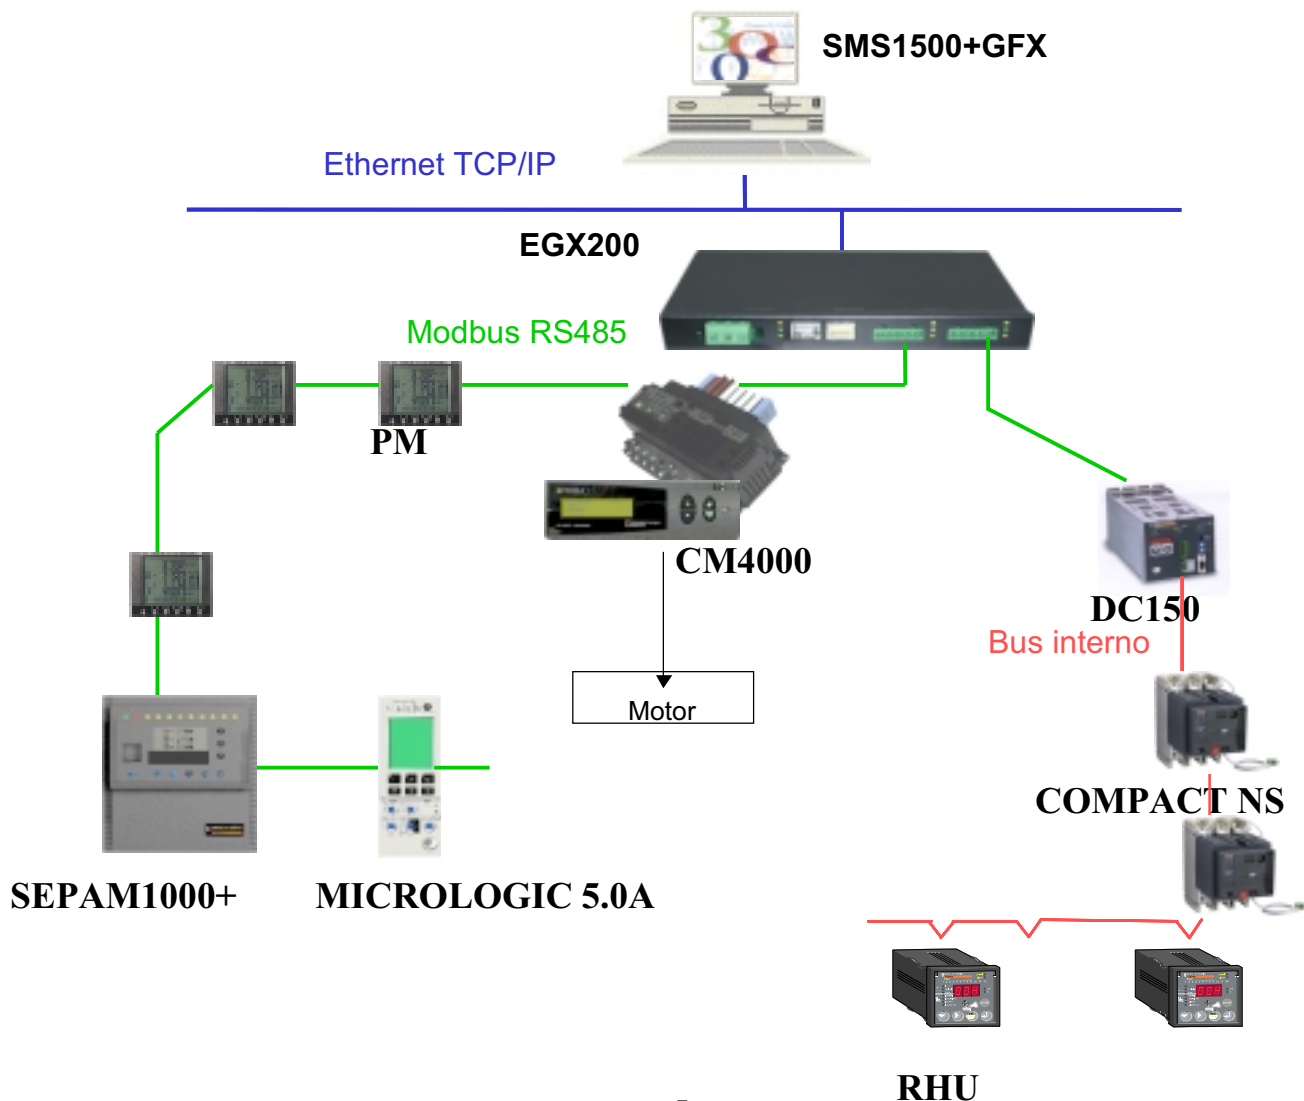 SMS1500+GFX
Ethernet TCP/IP
EGX200
Modbus RS485
PM
CM4000
DC150
Bus interno
Motor
COMPACT NS
SEPAM1000+
MICROLOGIC 5.0A
RHU